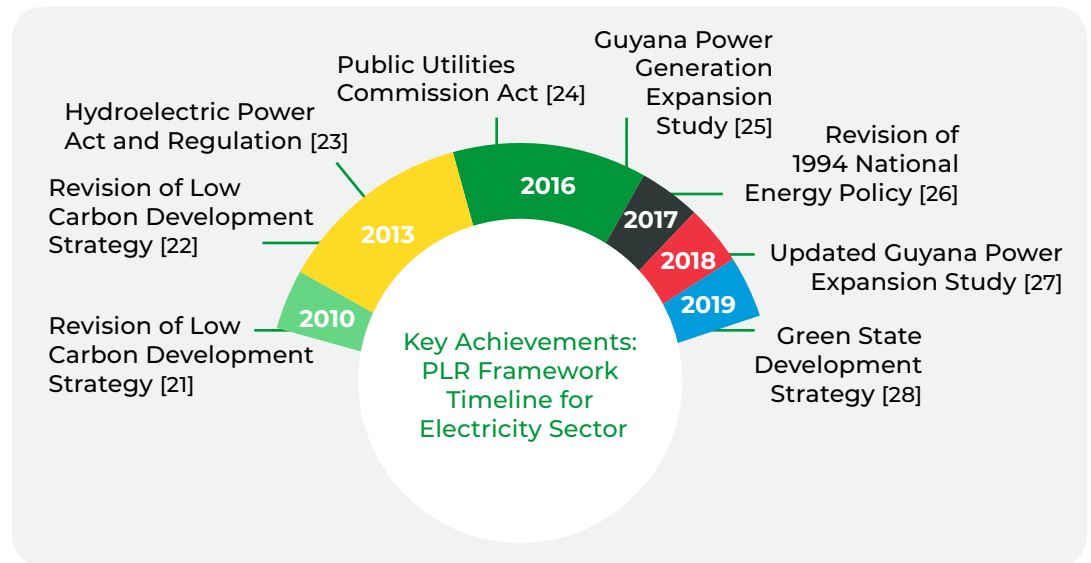 Guyana Power
Generation
Expansion
Study [25]
Public Utilities
Commission Act [24]
Hydroelectric Power
Act and Regulation [23]
Revision of
1994 National
Energy Policy [26]
Revision of Low
Carbon Development
Strategy [22]
2016
2017
2013
2018
Updated Guyana Power
Expansion Study [27]
2019
2010
Revision of Low
Carbon Development
Strategy [21]
Key Achievements:
PLR Framework
Timeline for
Electricity Sector
Green State
Development
Strategy [28]